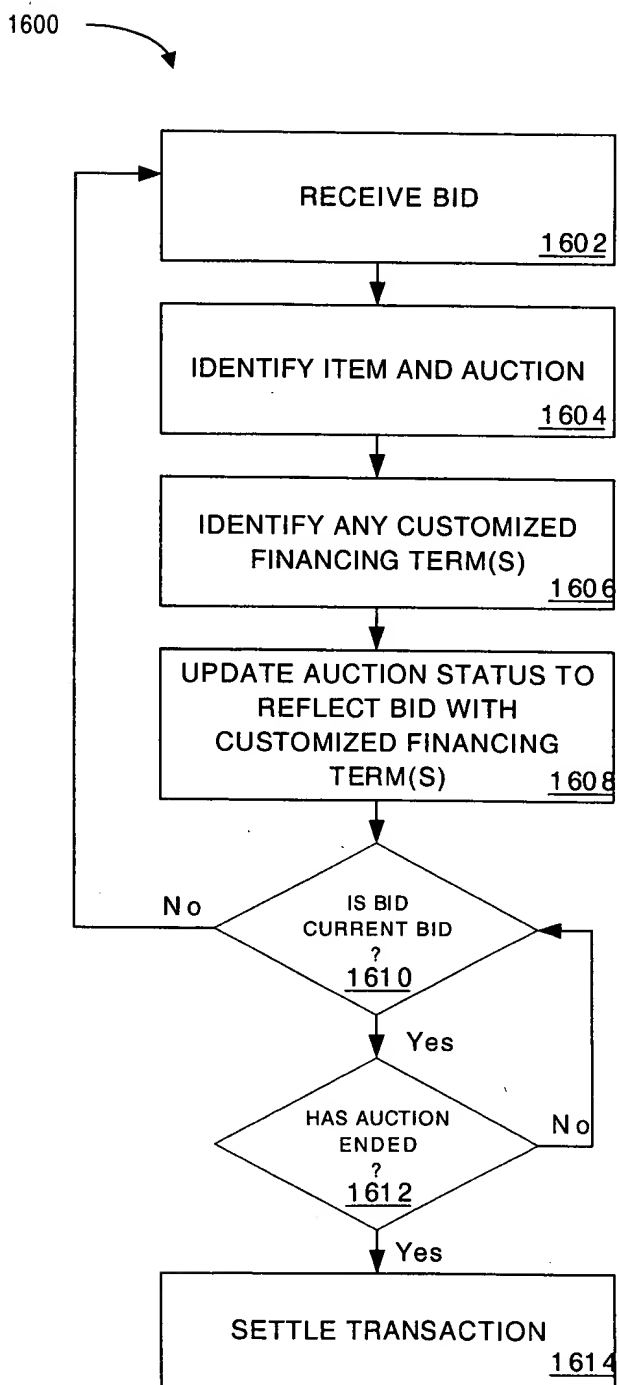 1600
RECEIVE BID
1602
IDENTIFY ITEM AND AUCTION
1604
IDENTIFY ANY CUSTOMIZED
FINANCING TERM(S)
1606
UPDATE AUCTION STATUS TO
REFLECT BID WITH
CUSTOMIZED FINANCING
TERM(S)
1608
No
IS BID
CURRENT BID
?
1610
Yes
HAS AUCTION
ENDED
?
1612
No
Yes
SETTLE TRANSACTION
1614